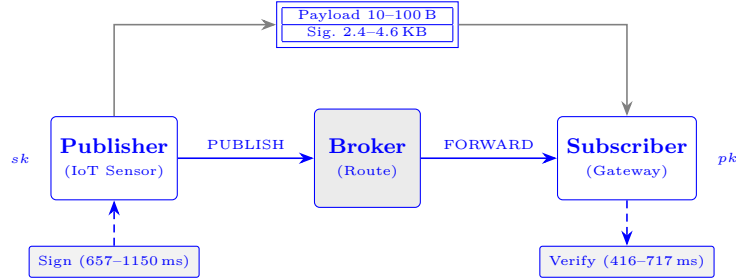 Payload 10–100 B
Sig. 2.4–4.6 KB
Publisher
(IoT Sensor)
sk
PUBLISH
Broker
(Route)
FORWARD
Subscriber
(Gateway)
pk
Sign (657–1150 ms)
Verify (416–717 ms)